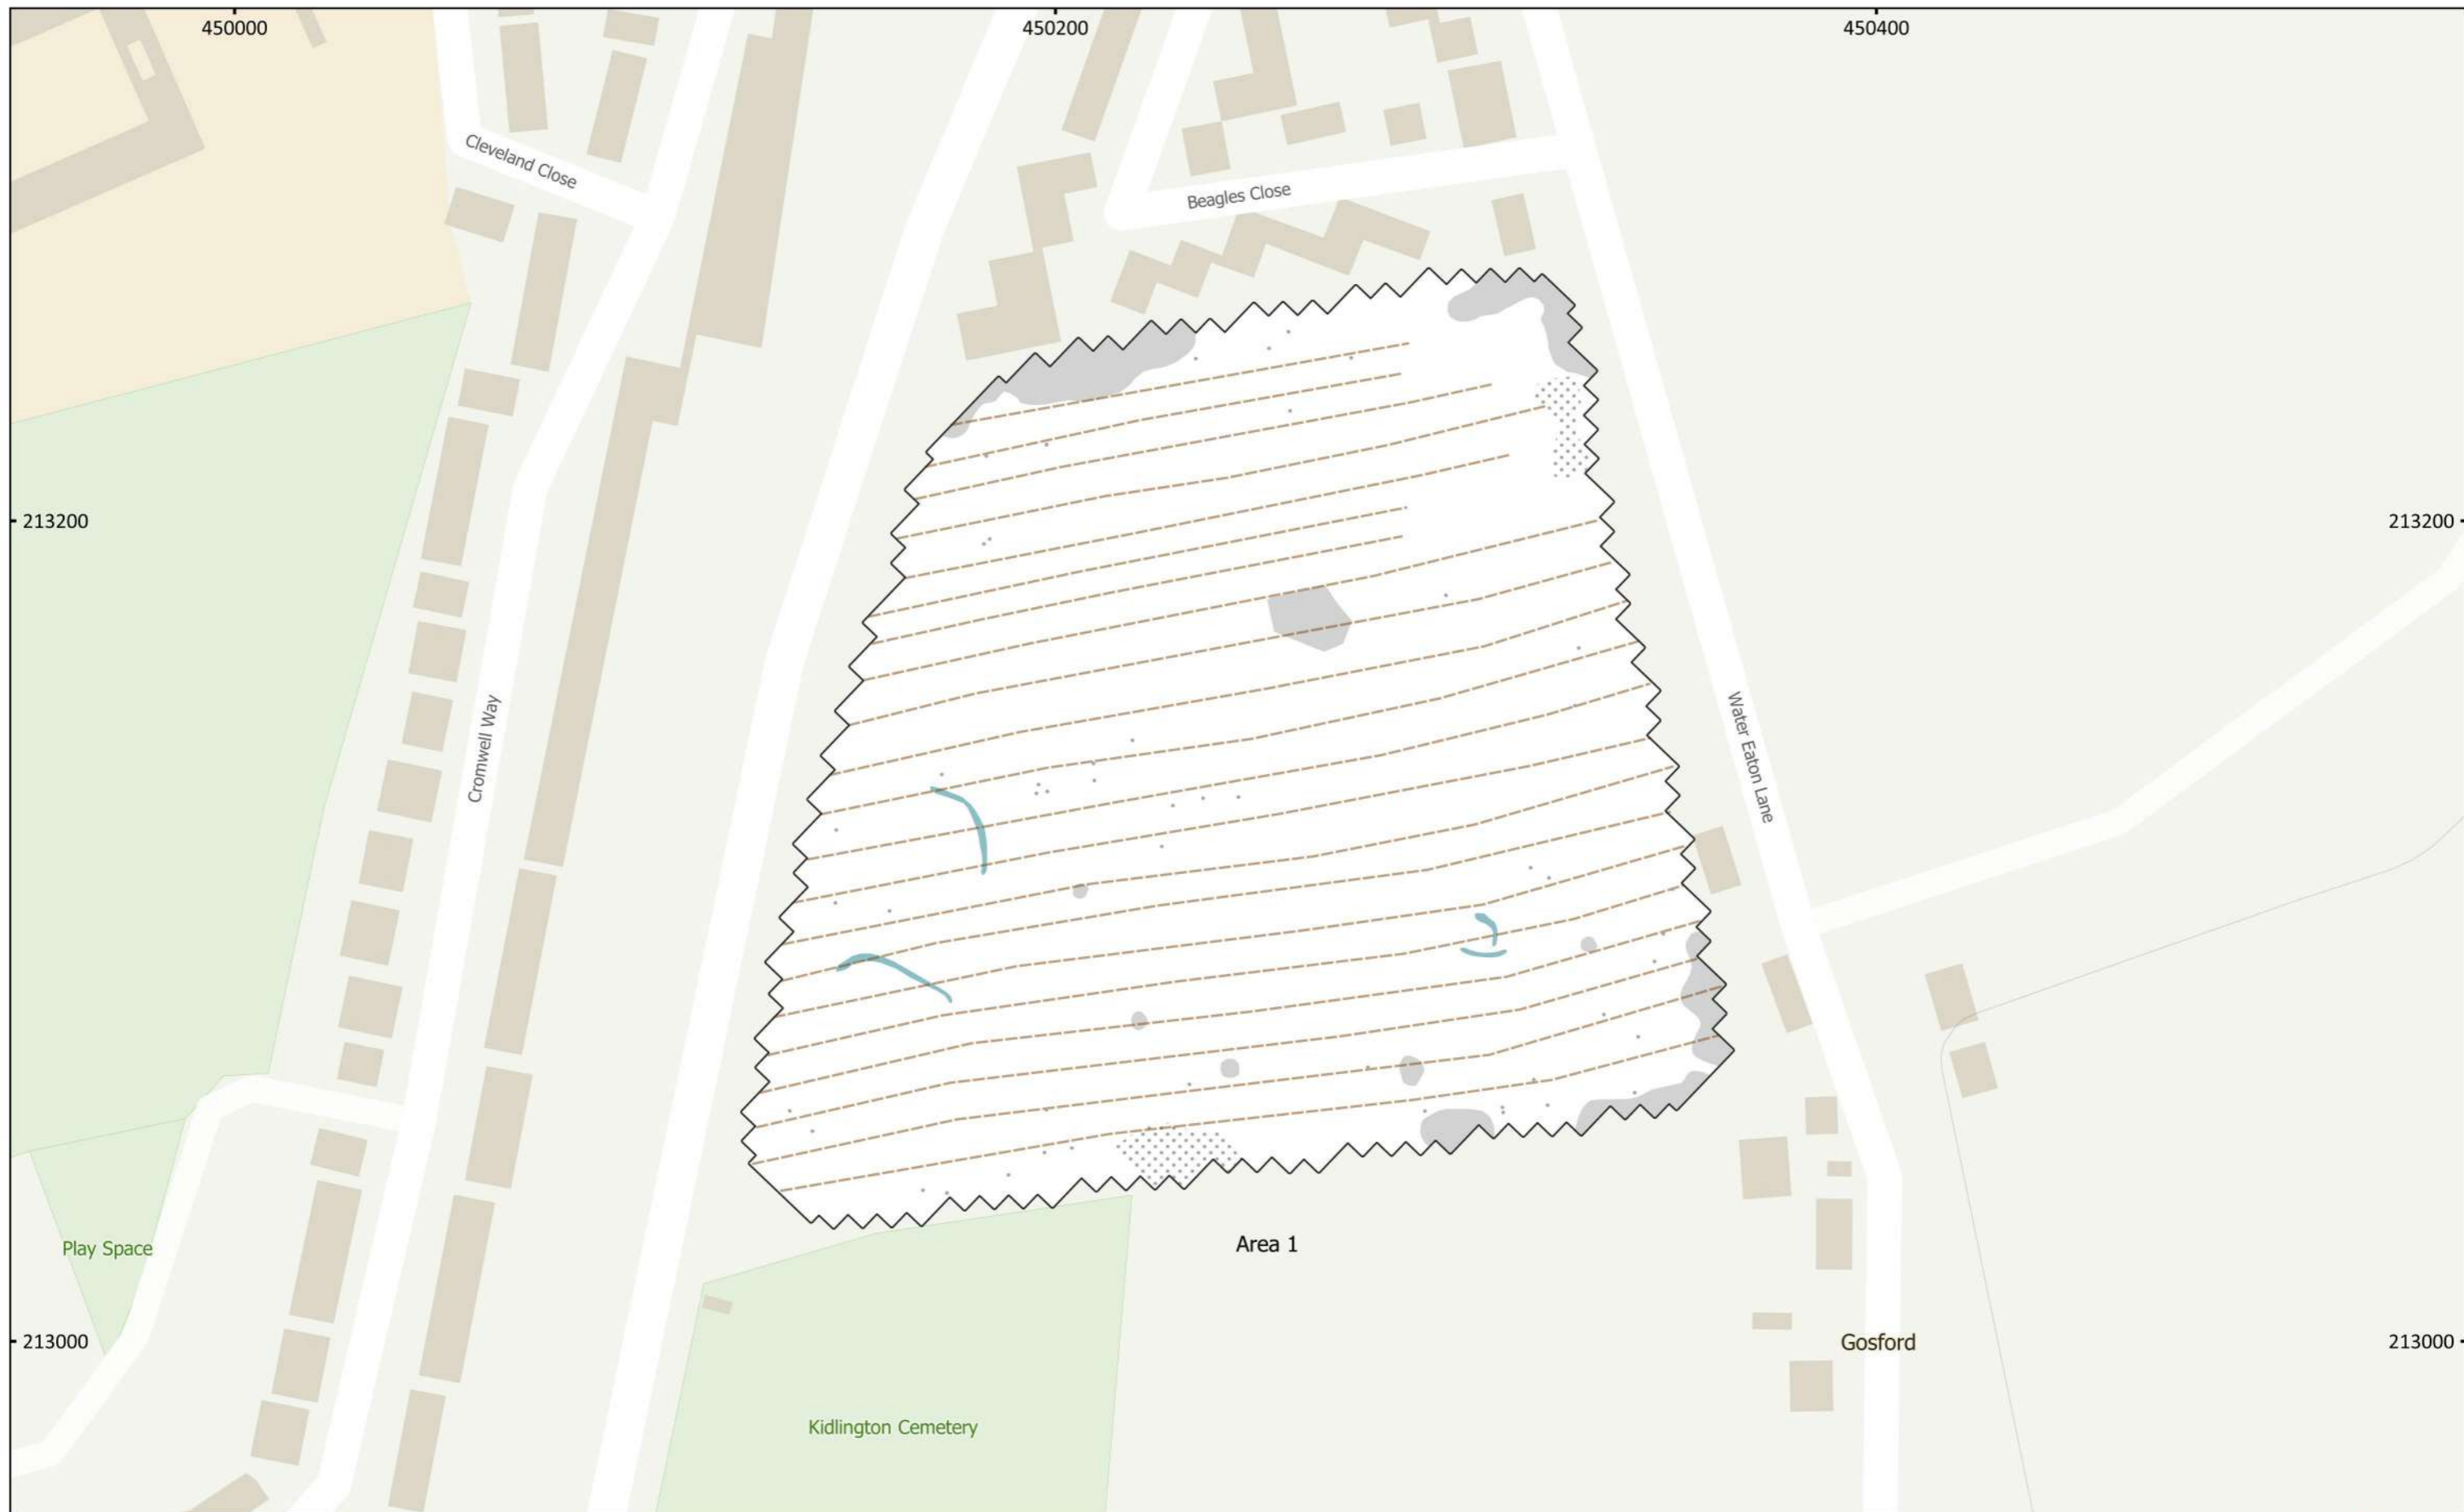 450000
450200
450400
Cleveland Close
Beagles Close
213200
213200
Cromwell Way
Water Eaton Lane
Play Space
Area 1
213000
Gosford
213000
Kidlington Cemetery